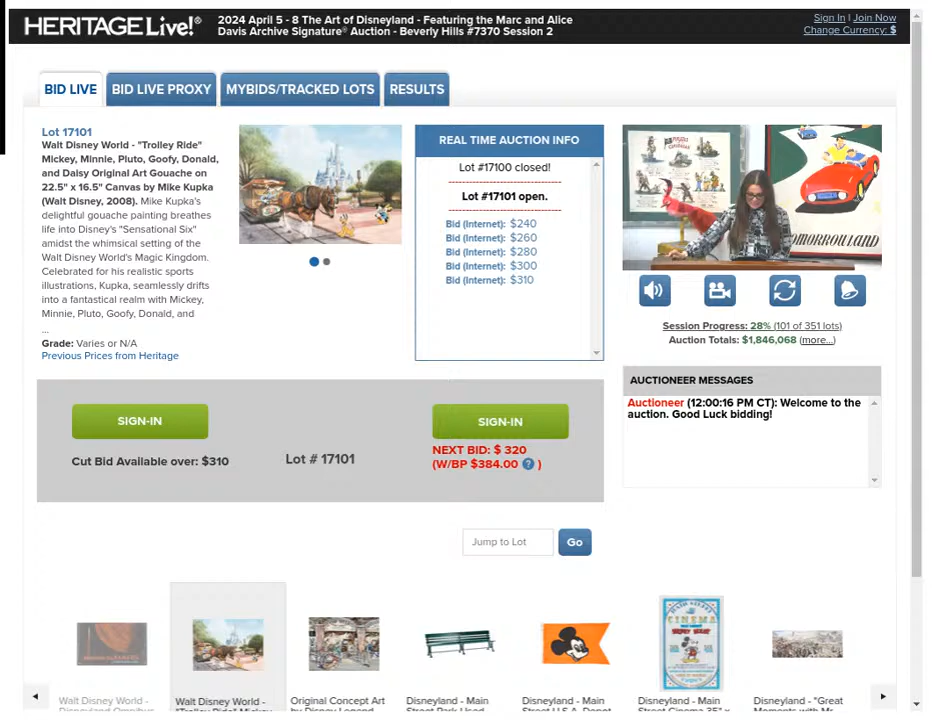 HERITAGE Live!®
2024 April 5 - 8 The Art of Disneyland - Featuring the Marc and Alice
Davis Archive Signature® Auction - Beverly Hills #7370 Session 2
Sign In | Join Now
Change Currency: $
BID LIVE
BID LIVE PROXY
MYBIDS/TRACKED LOTS
RESULTS
Lot 17101
Walt Disney World - "Trolley Ride"
Mickey, Minnie, Pluto, Goofy, Donald,
and Daisy Original Art Gouache on
22.5" x 16.5" Canvas by Mike Kupka
(Walt Disney, 2008). Mike Kupka's
delightful gouache painting breathes
life into Disney's "Sensational Six"
amidst the whimsical setting of the
Walt Disney World's Magic Kingdom.
Celebrated for his realistic sports
illustrations, Kupka, seamlessly drifts
into a fantastical realm with Mickey,
Minnie, Pluto, Goofy, Donald, and
...
Grade: Varies or N/A
Previous Prices from Heritage
REAL TIME AUCTION INFO
Lot #17100 closed!
Lot #17101 open.
Bid (Internet): $240
Bid (Internet): $260
Bid (Internet): $280
Bid (Internet): $300
Bid (Internet): $310
Session Progress: 28% (101 of 351 lots)
Auction Totals: $1,846,068 (more...)
AUCTIONEER MESSAGES
Auctioneer (12:00:16 PM CT): Welcome to the
auction. Good Luck bidding!
SIGN-IN
Cut Bid Available over: $310
Lot # 17101
SIGN-IN
NEXT BID: $ 320
(W/BP $384.00 ? )
Jump to Lot
Go
CINEMA
Walt Disney World -
Walt Disney World -
Original Concept Art
Disneyland - Main
Disneyland - Main
Disneyland - Main
Disneyland - "Great